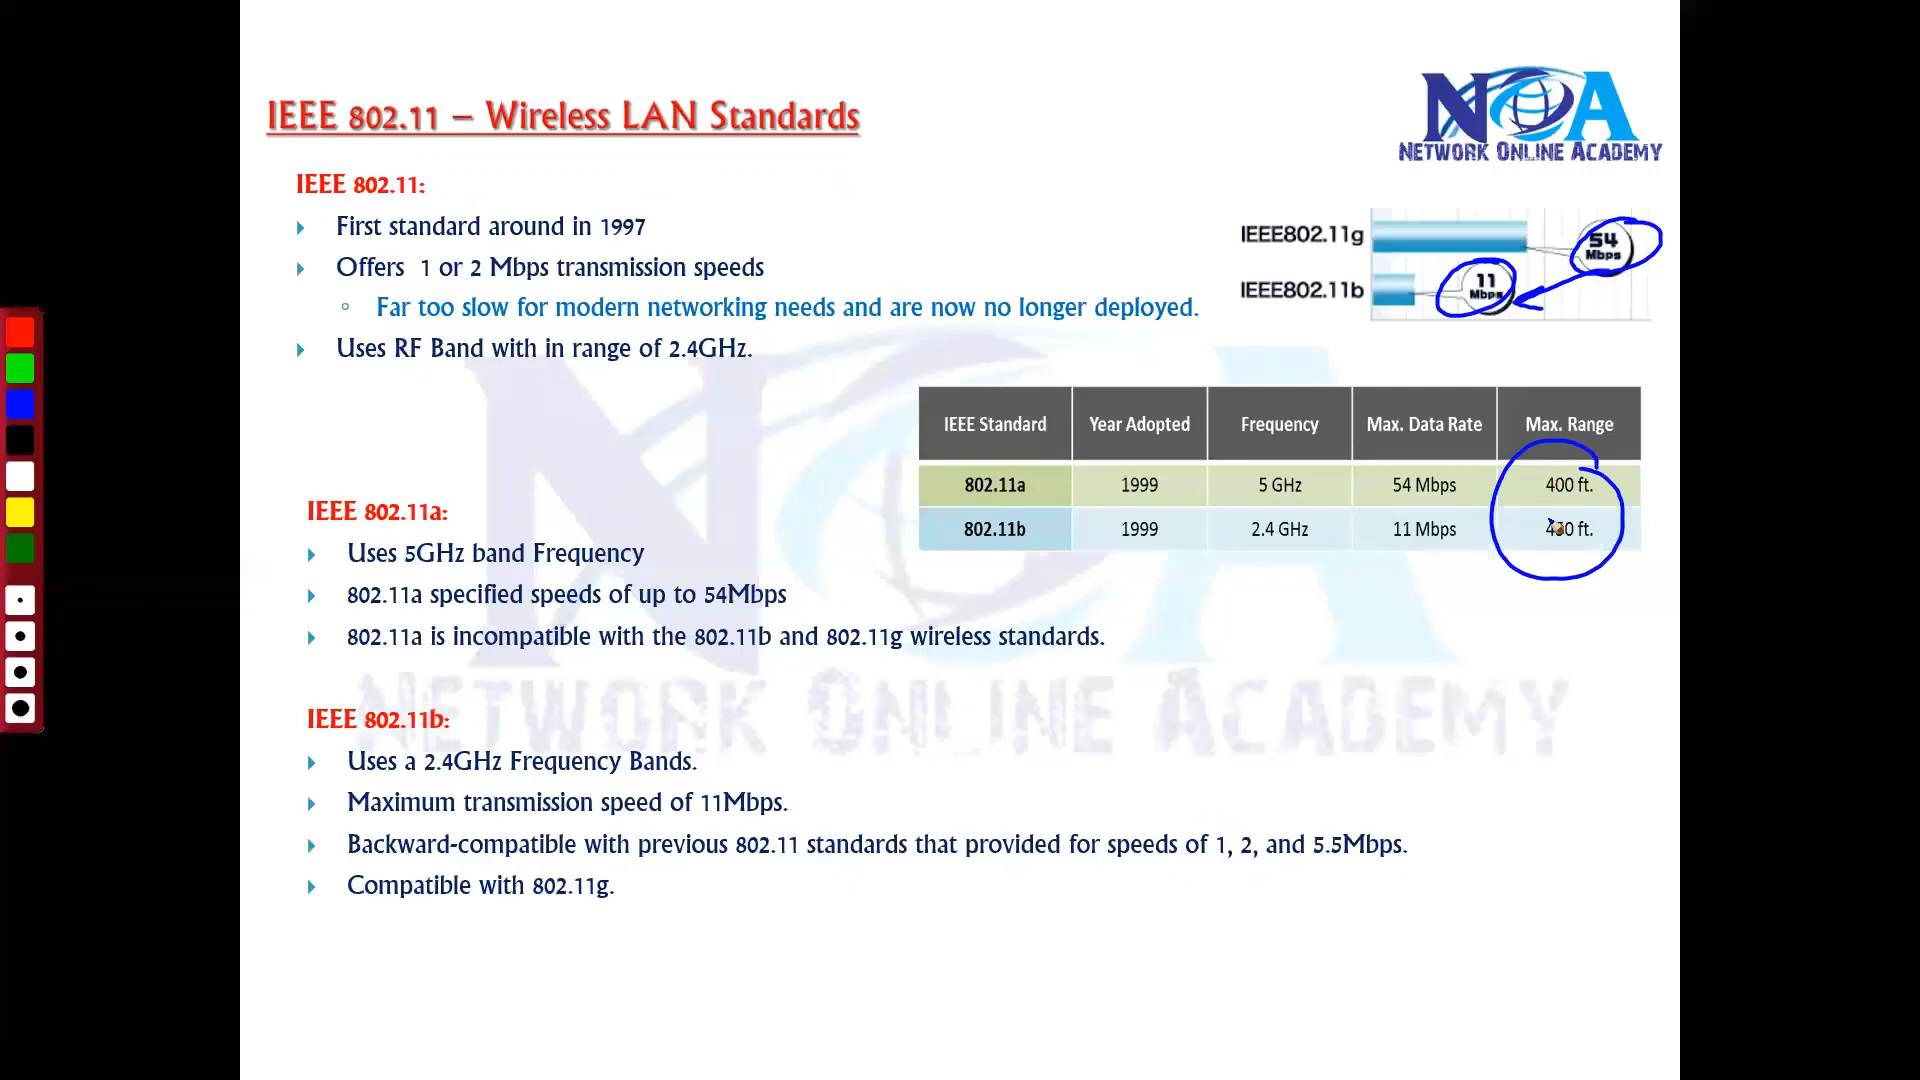 IEEE 802.11 – Wireless LAN Standards
NOA
NETWORK ONLINE ACADEMY
IEEE 802.11:
First standard around in 1997
Offers 1 or 2 Mbps transmission speeds
Far too slow for modern networking needs and are now no longer deployed.
Uses RF Band with in range of 2.4GHz.
IEEE802.11g
54 Mbps
IEEE802.11b
11 Mbps
IEEE Standard Year Adopted Frequency Max. Data Rate Max. Range
802.11a 1999 5 GHz 54 Mbps 400 ft.
802.11b 1999 2.4 GHz 11 Mbps ft.
IEEE 802.11a:
Uses 5GHz band Frequency
802.11a specified speeds of up to 54Mbps
802.11a is incompatible with the 802.11b and 802.11g wireless standards.
NETWORK ONLINE ACADEMY
IEEE 802.11b:
Uses a 2.4GHz Frequency Bands.
Maximum transmission speed of 11Mbps.
Backward-compatible with previous 802.11 standards that provided for speeds of 1, 2, and 5.5Mbps.
Compatible with 802.11g.